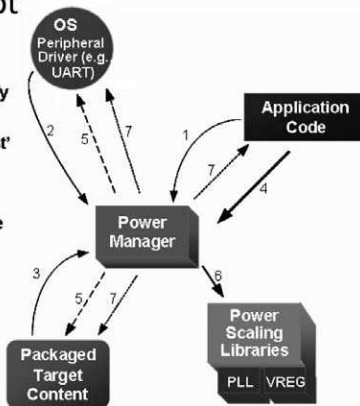 ot
OS
Peripheral
Driver (e.g.
UART)
y
t'
e
2
5
7
1
Application
Code
7
4
Power
Manager
3
5
7
6
Packaged
Target
Content
Power
Scaling
Libraries
PLL VREG